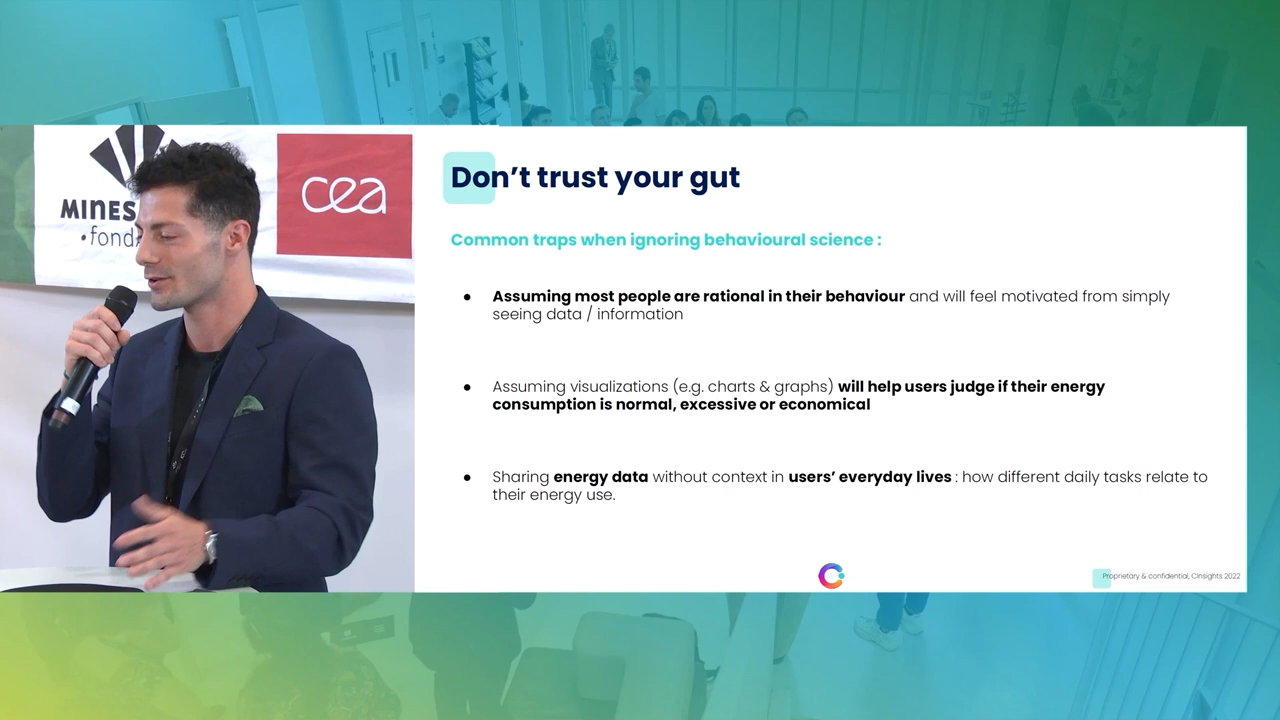 MINES
•fond
cea
Don't trust your gut
Common traps when ignoring behavioural science :
● Assuming most people are rational in their behaviour and will feel motivated from simply
seeing data / information
● Assuming visualizations (e.g. charts & graphs) will help users judge if their energy
consumption is normal, excessive or economical
● Sharing energy data without context in users' everyday lives : how different daily tasks relate to
their energy use.
Proprietary & confidential, CInsights 2022